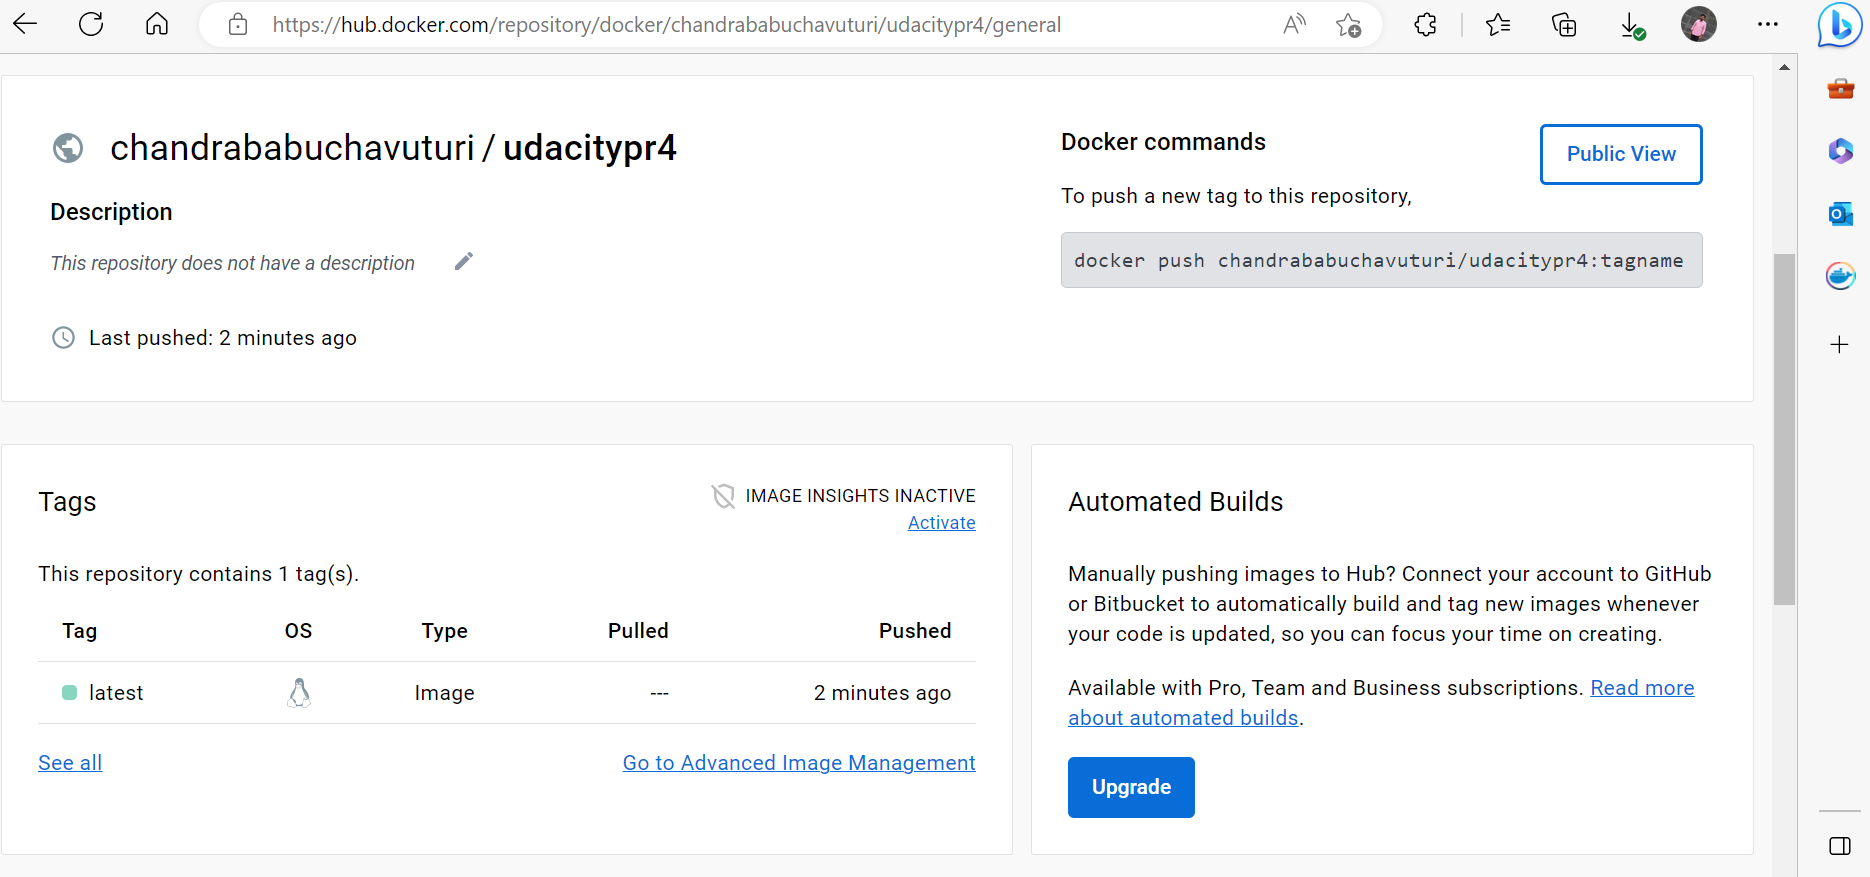 https://hub.docker.com/repository/docker/chandrababuchavuturi/udacitypr4/general
chandrababuchavuturi / udacitypr4
Description
This repository does not have a description
Last pushed: 2 minutes ago
Docker commands
Public View
To push a new tag to this repository,
docker push chandrababuchavuturi/udacitypr4:tagname
Tags
IMAGE INSIGHTS INACTIVE
Activate
This repository contains 1 tag(s).
Tag OS Type Pulled Pushed
latest Image --- 2 minutes ago
See all Go to Advanced Image Management
Automated Builds
Manually pushing images to Hub? Connect your account to GitHub
or Bitbucket to automatically build and tag new images whenever
your code is updated, so you can focus your time on creating.
Available with Pro, Team and Business subscriptions. Read more
about automated builds.
Upgrade